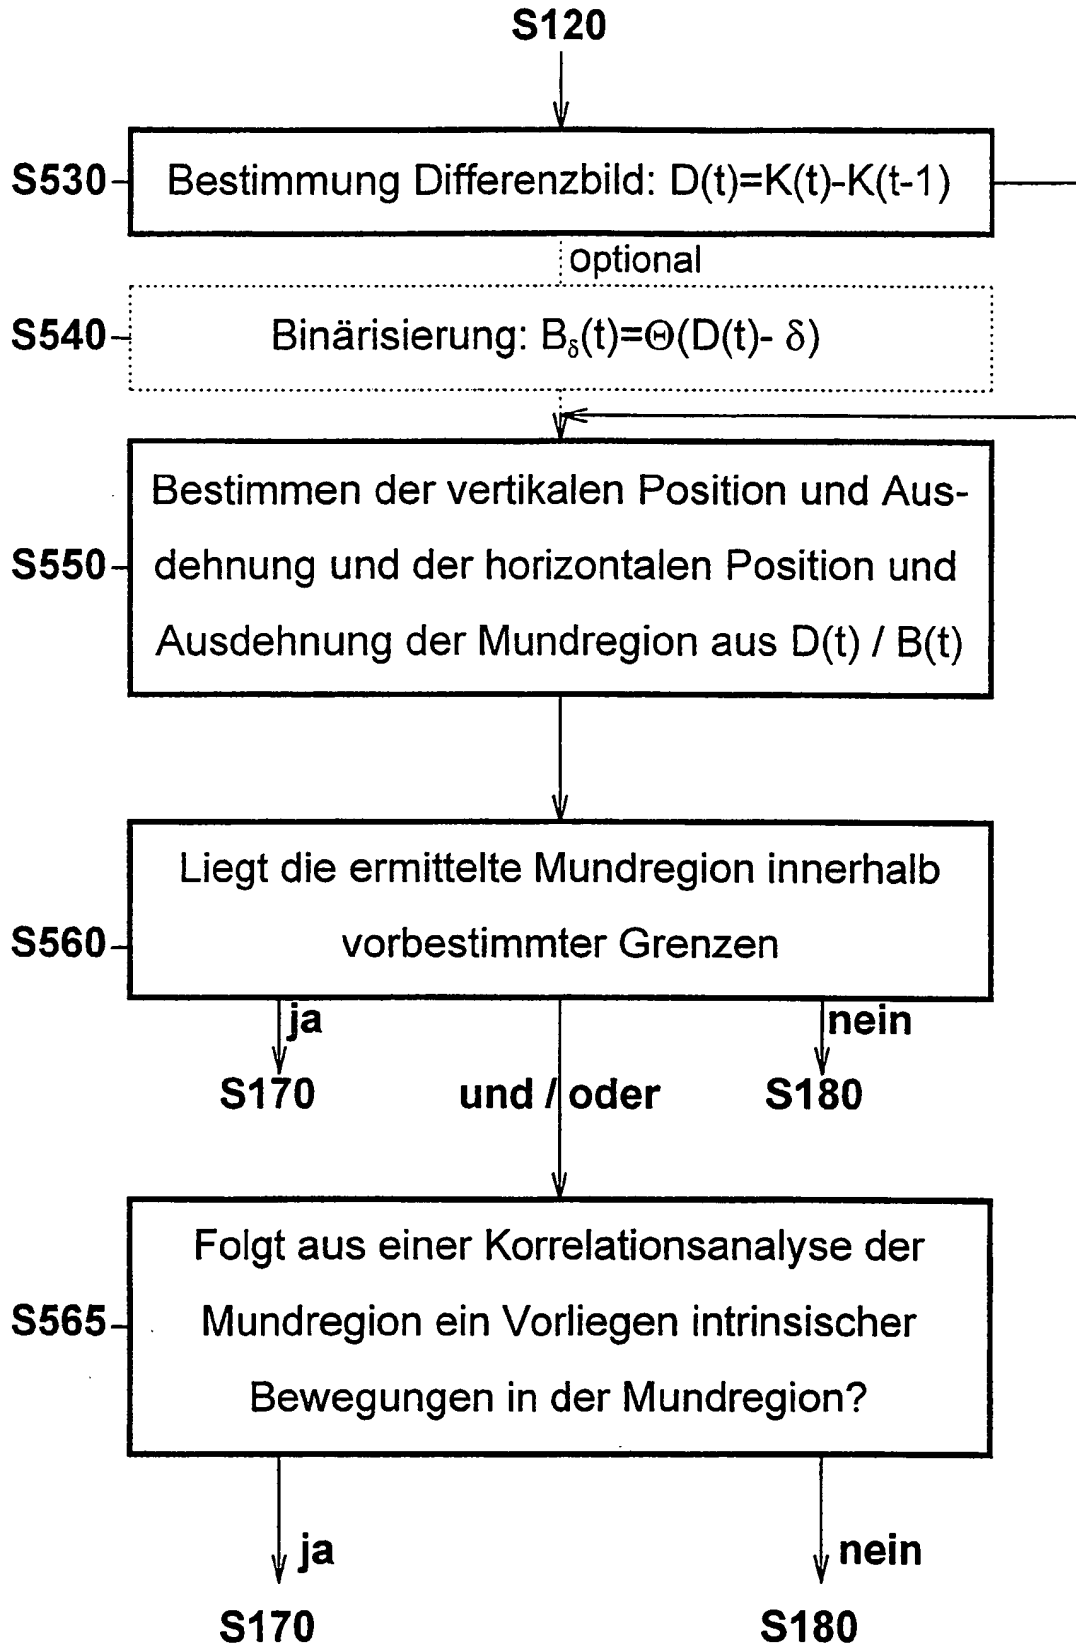 S120
S530
Bestimmung Differenzbild: D(t)=K(t)-K(t-1)
optional
S540
Binärisierung: Bδ(t)=Θ(D(t)- δ)
Bestimmen der vertikalen Position und Aus-
S550
dehnung und der horizontalen Position und
Ausdehnung der Mundregion aus D(t) / B(t)
Liegt die ermittelte Mundregion innerhalb
S560
vorbestimmter Grenzen
ja
nein
S170
und / oder
S180
Folgt aus einer Korrelationsanalyse der
S565
Mundregion ein Vorliegen intrinsischer
Bewegungen in der Mundregion?
ja
nein
S170
S180